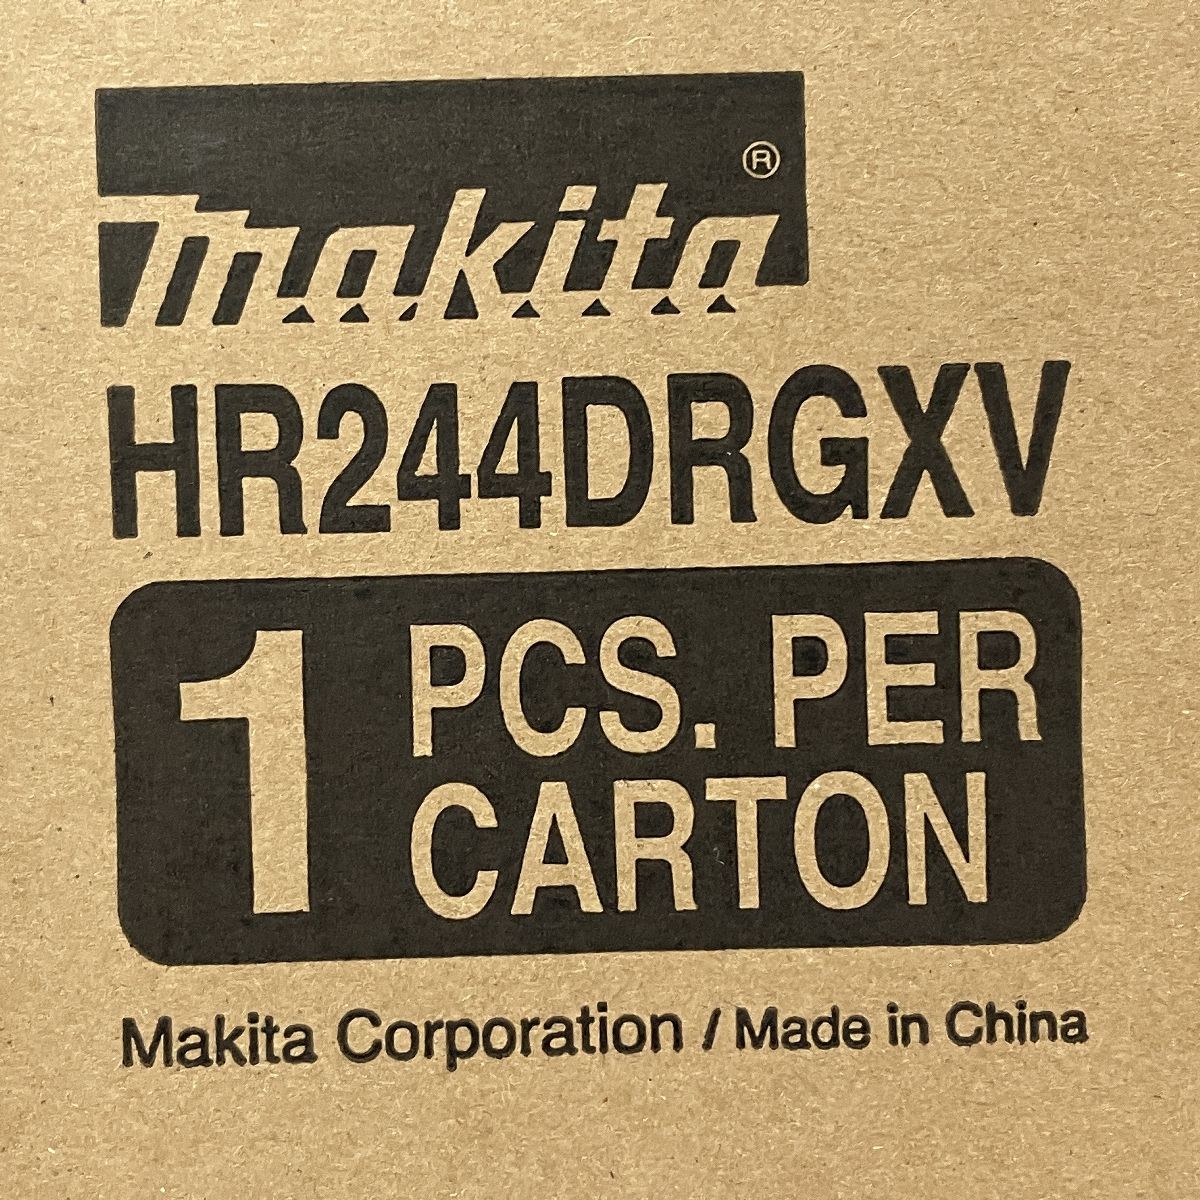 makita®
HR244DRGXV
1 PCS. PER
CARTON
Makita Corporation / Made in China